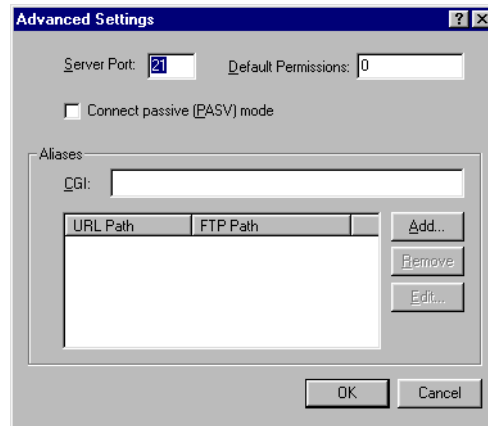 Advanced Settings
Server Port: 21 Default Permissions: 0
Connect passive (PASV) mode
Aliases
CGI:
URL Path FTP Path
Add...
Remove
Edit...
OK Cancel